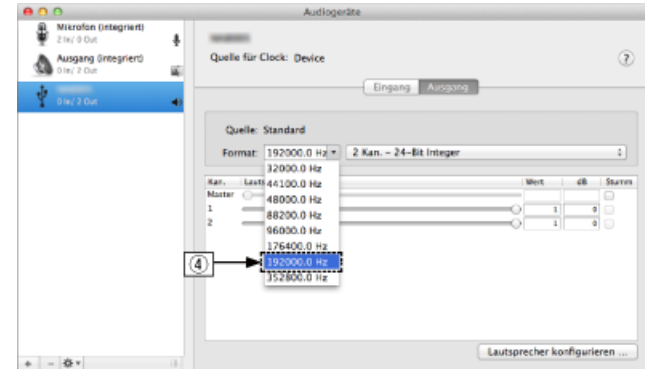 Audiogeräte
Mikrofon (integriert)
2 In/ 0 Out
Ausgang (integriert)
0 In/ 2 Out
0 In/ 2 Out
Quelle für Clock: Device
?
Eingang Ausgang
Quelle: Standard
Format: 192000.0 Hz 2 Kan. – 24-Bit Integer
32000.0 Hz
44100.0 Hz
48000.0 Hz
88200.0 Hz
96000.0 Hz
176400.0 Hz
192000.0 Hz
352800.0 Hz
④
Kan. Lauts Wert dB Stumm
Master
1 1 0
2 1 0
Lautsprecher konfigurieren ...
+ -